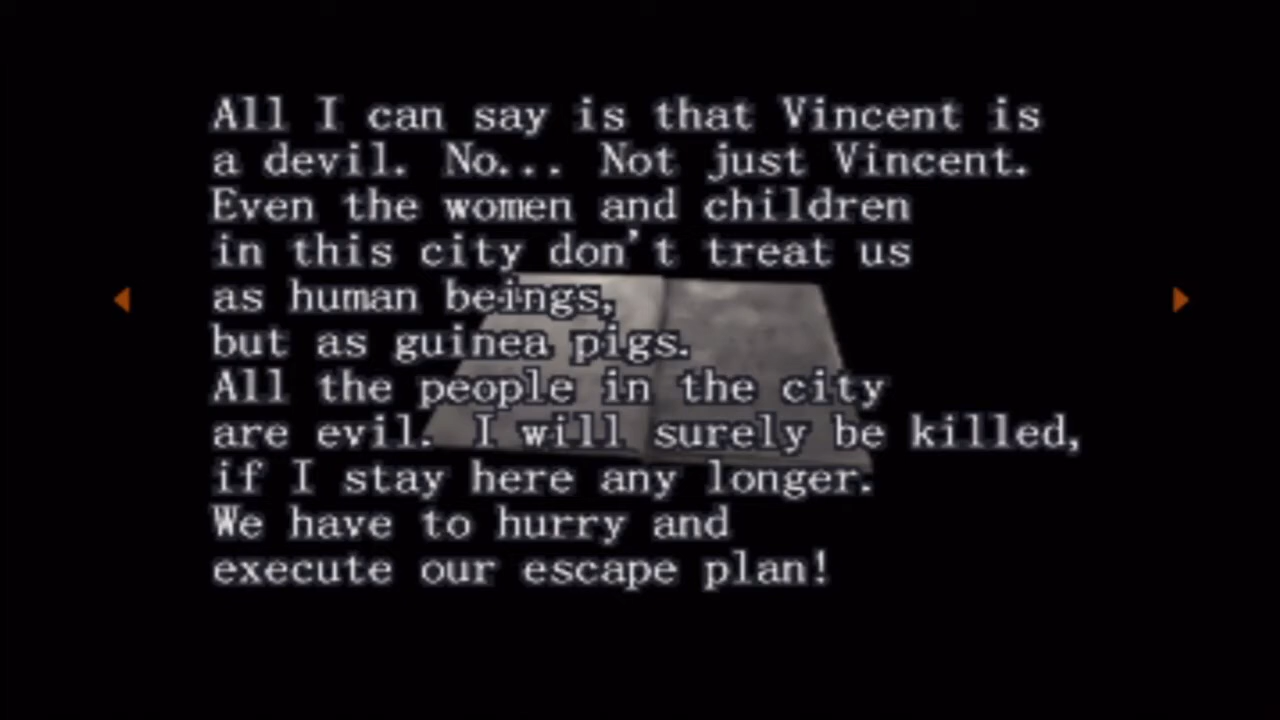 All I can say is that Vincent is
a devil. No... Not just Vincent.
Even the women and children
in this city don't treat us
as human beings,
but as guinea pigs.
All the people in the city
are evil. I will surely be killed,
if I stay here any longer.
We have to hurry and
execute our escape plan!